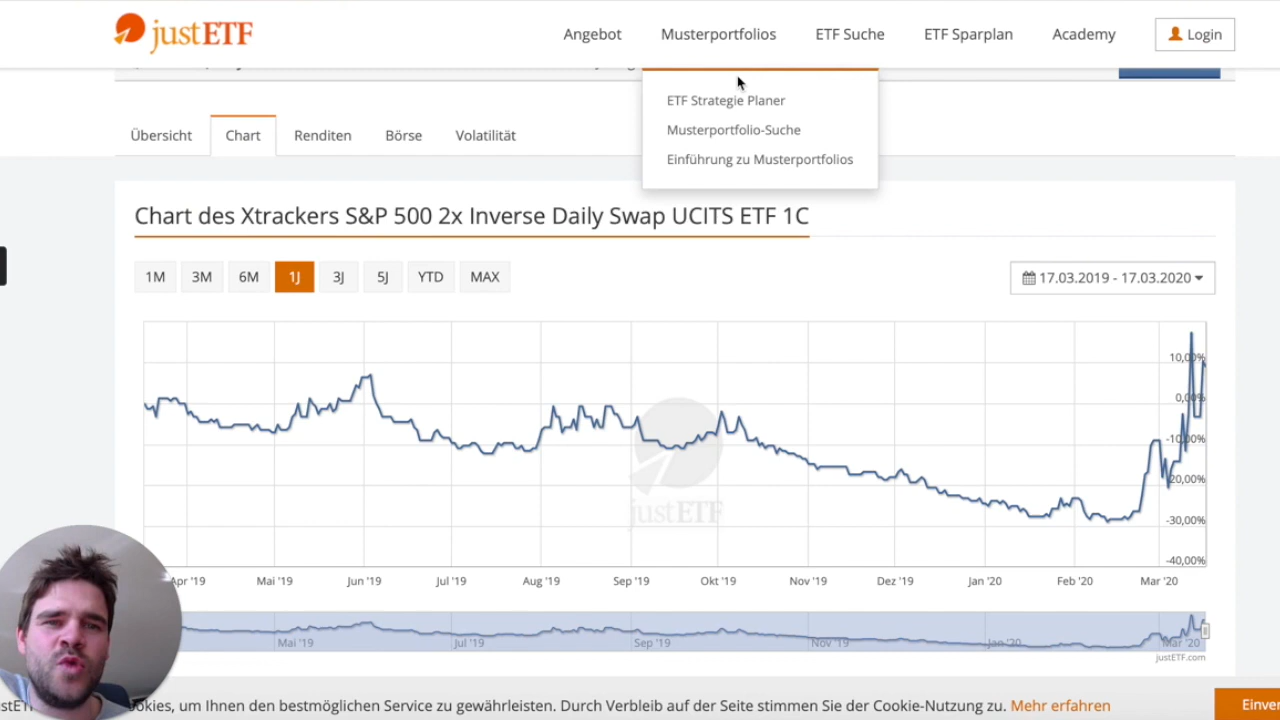 justETF
Angebot
Musterportfolios
ETF Suche
ETF Sparplan
Academy
Login
ETF Strategie Planer
Musterportfolio-Suche
Einführung zu Musterportfolios
Übersicht
Chart
Renditen
Börse
Volatilität
Chart des Xtrackers S&P 500 2x Inverse Daily Swap UCITS ETF 1C
1M 3M 6M 1J 3J 5J YTD MAX
17.03.2019 - 17.03.2020
10,00%
0,00%
-10,00%
-20,00%
-30,00%
-40,00%
justETF
Apr '19 Mai '19 Jun '19 Jul '19 Aug '19 Sep '19 Okt '19 Nov '19 Dez '19 Jan '20 Feb '20 Mar '20
Mai '19 Jul '19 Sep '19 Nov '19 Jan '20 Mar '20
justETF.com
ookies, um Ihnen den bestmöglichen Service zu gewährleisten. Durch Verbleib auf der Seite stimmen Sie der Cookie-Nutzung zu. Mehr erfahren
Einver